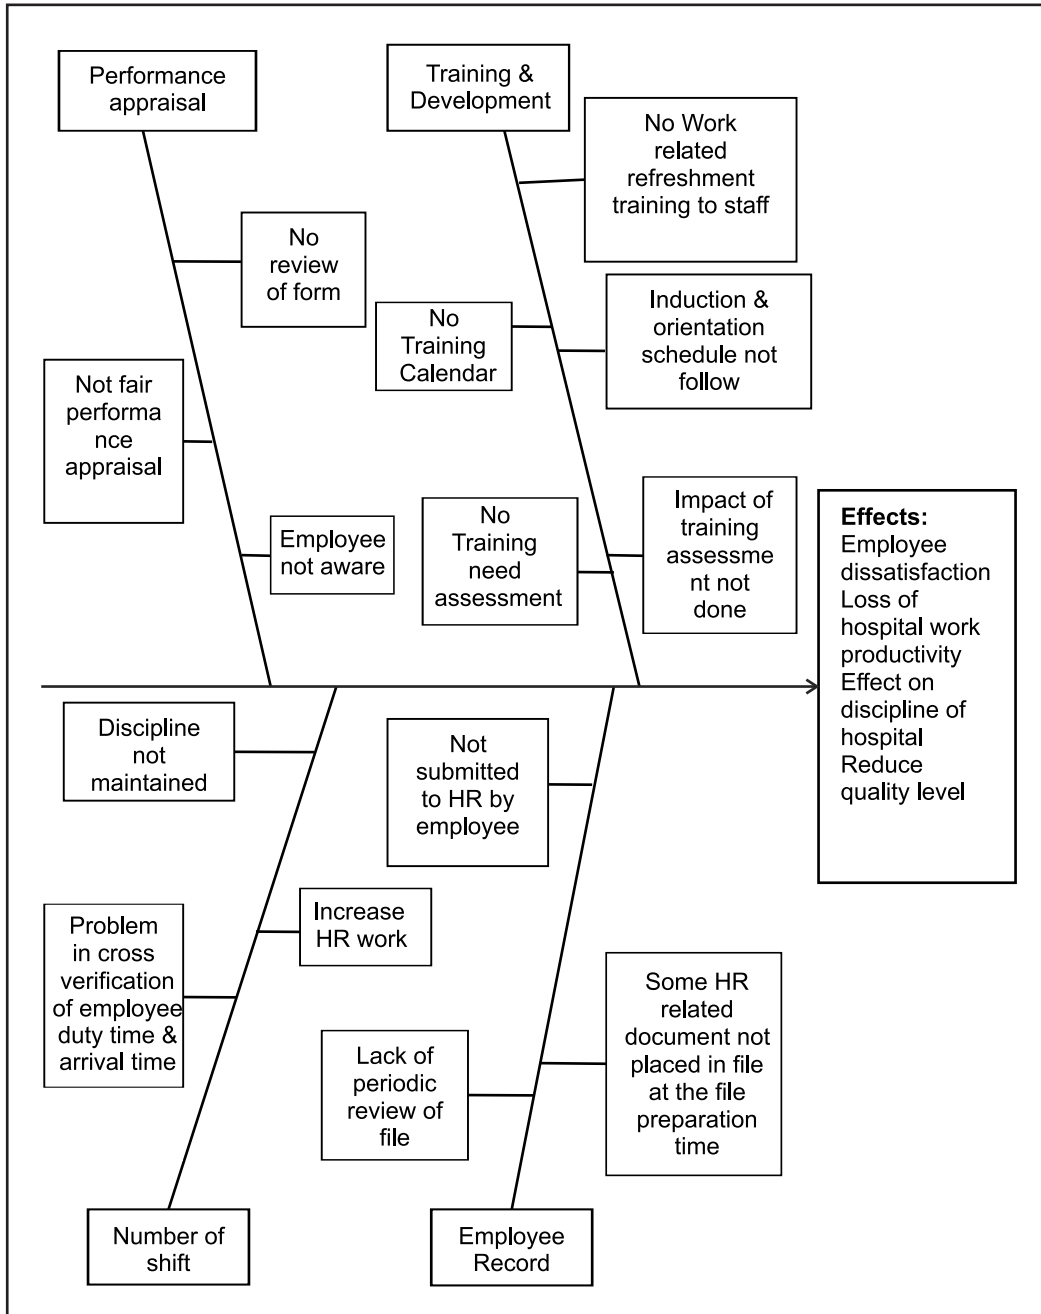 Performance
appraisal
Training &
Development
No Work
related
refreshment
training to staff
No
review
of form
No
Training
Calendar
Induction &
orientation
schedule not
follow
Not fair
performa
nce
appraisal
Employee
not aware
No
Training
need
assessment
Impact of
training
assessme
nt not
done
Effects:
Employee
dissatisfaction
Loss of
hospital work
productivity
Effect on
discipline of
hospital
Reduce
quality level
Discipline
not
maintained
Not
submitted
to HR by
employee
Problem
in cross
verification
of employee
duty time &
arrival time
Increase
HR work
Lack of
periodic
review of
file
Some HR
related
document not
placed in file
at the file
preparation
time
Number of
shift
Employee
Record